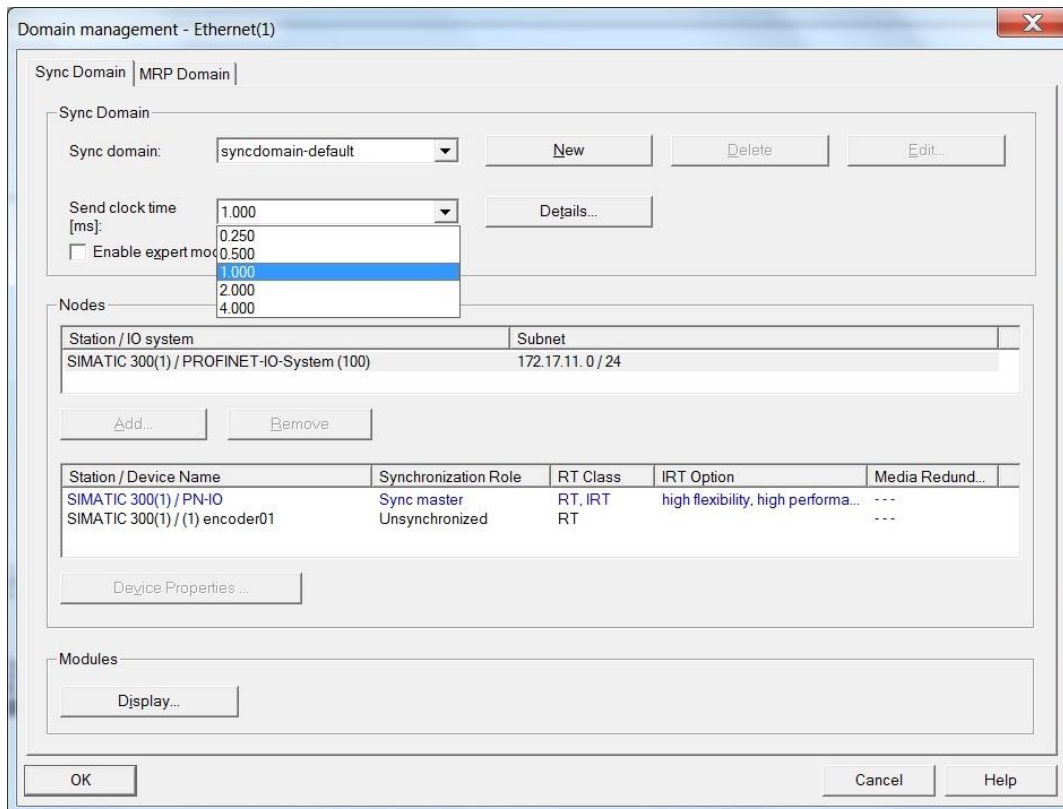 Domain management - Ethernet(1)
Sync Domain MRP Domain
Sync Domain
Sync domain: syncdomain-default New Delete Edit...
Send clock time 1.000 Details...
[ms]:
0.250
Enable expert mod 0.500
1.000
2.000
4.000
Nodes
Station / IO system Subnet
SIMATIC 300(1) / PROFINET-IO-System (100) 172.17.11. 0 / 24
Add... Remove
Station / Device Name Synchronization Role RT Class IRT Option Media Redund...
SIMATIC 300(1) / PN-IO Sync master RT, IRT high flexibility, high performa... - - -
SIMATIC 300(1) / (1) encoder01 Unsynchronized RT - - -
Device Properties ...
Modules
Display...
OK Cancel Help